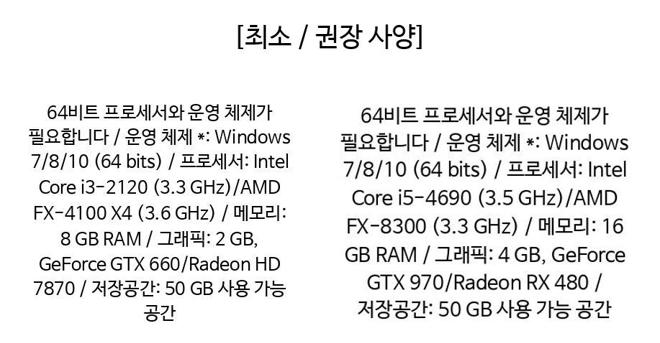 [최소 / 권장 사양]
64비트 프로세서와 운영 체제가
필요합니다 / 운영 체제 *: Windows
7/8/10 (64 bits) / 프로세서: Intel
Core i3-2120 (3.3 GHz)/AMD
FX-4100 X4 (3.6 GHz) / 메모리:
8 GB RAM / 그래픽: 2 GB,
GeForce GTX 660/Radeon HD
7870 / 저장공간: 50 GB 사용 가능
공간
64비트 프로세서와 운영 체제가
필요합니다 / 운영 체제 *: Windows
7/8/10 (64 bits) / 프로세서: Intel
Core i5-4690 (3.5 GHz)/AMD
FX-8300 (3.3 GHz) / 메모리: 16
GB RAM / 그래픽: 4 GB, GeForce
GTX 970/Radeon RX 480 /
저장공간: 50 GB 사용 가능 공간